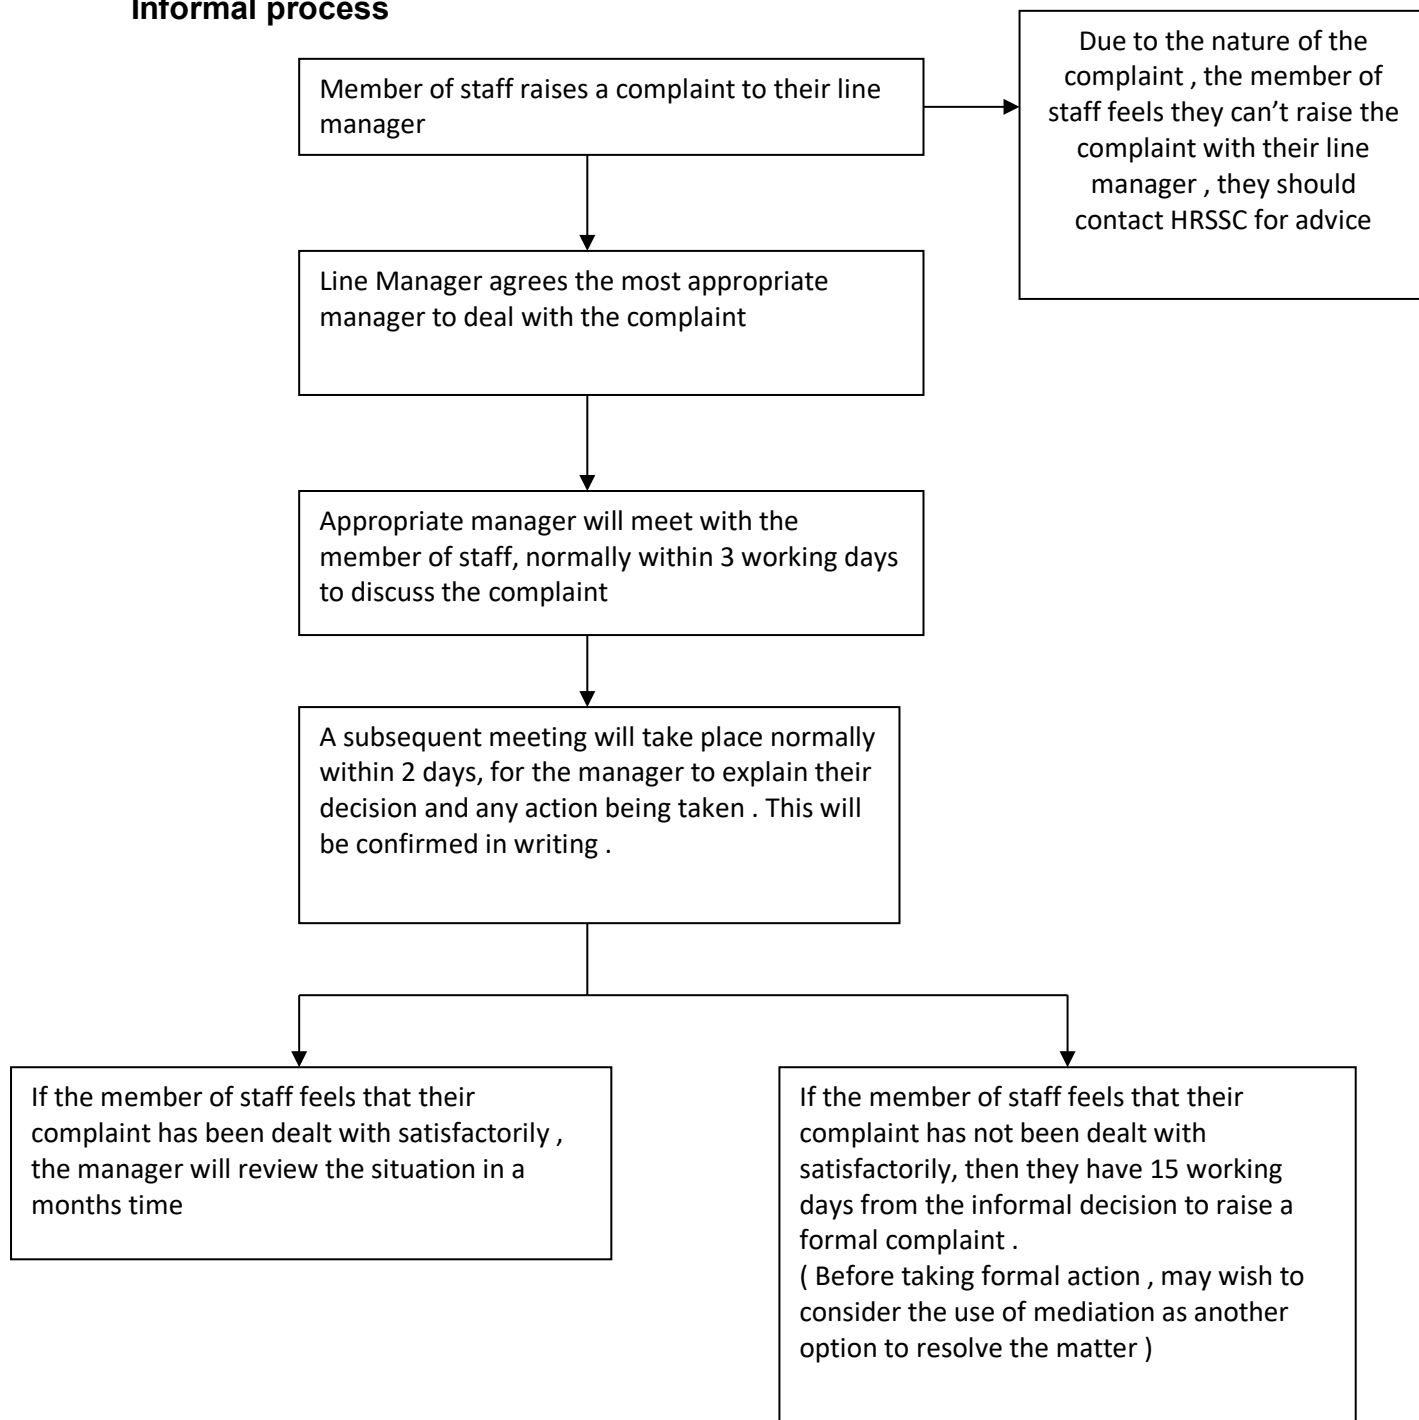 Informal process
Member of staff raises a complaint to their line
manager
Due to the nature of the
complaint , the member of
staff feels they can’t raise the
complaint with their line
manager , they should
contact HRSSC for advice
Line Manager agrees the most appropriate
manager to deal with the complaint
Appropriate manager will meet with the
member of staff, normally within 3 working days
to discuss the complaint
A subsequent meeting will take place normally
within 2 days, for the manager to explain their
decision and any action being taken . This will
be confirmed in writing .
If the member of staff feels that their
complaint has been dealt with satisfactorily ,
the manager will review the situation in a
months time
If the member of staff feels that their
complaint has not been dealt with
satisfactorily, then they have 15 working
days from the informal decision to raise a
formal complaint .
( Before taking formal action , may wish to
consider the use of mediation as another
option to resolve the matter )